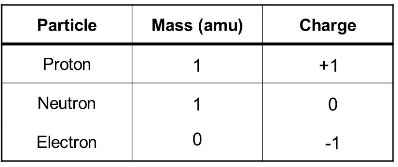 Particle Mass (amu) Charge
Proton 1 +1
Neutron 1 0
Electron 0 -1